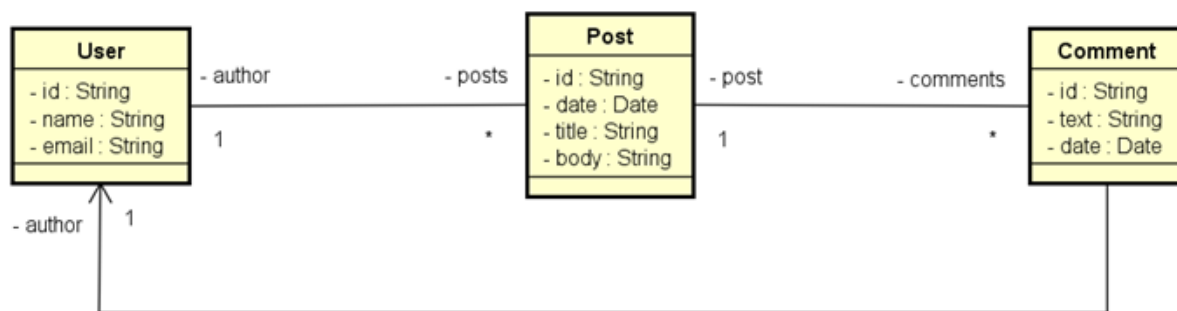 User
- id : String
- name : String
- email : String
- author
1
- posts
*
Post
- id : String
- date : Date
- title : String
- body : String
- post
1
- comments
*
Comment
- id : String
- text : String
- date : Date
- author
1